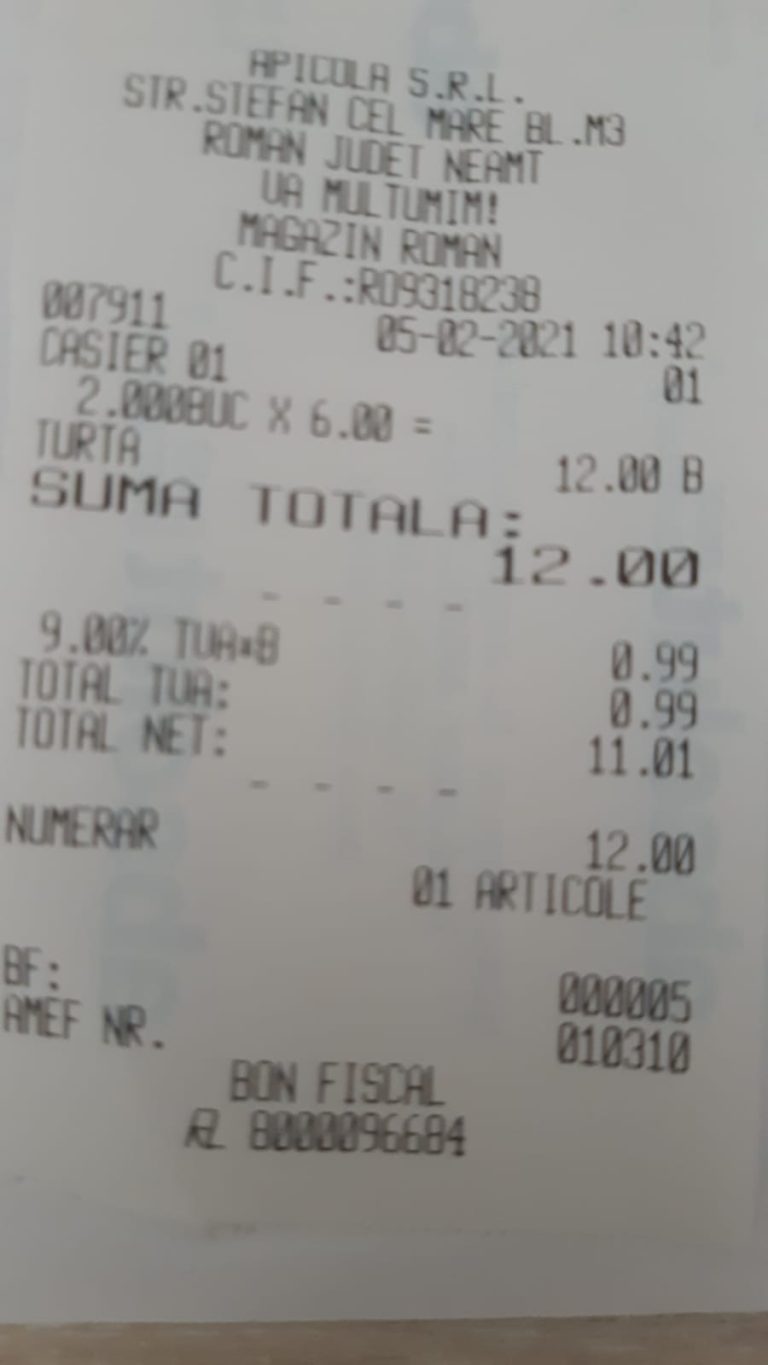 APICOLA S.R.L.
STR.STEFAN CEL MARE BL.M3
ROMAN JUDET NEAMT
VA MULTUMIM!
MAGAZIN ROMAN
C.I.F.:RO9318238
007911 05-02-2021 10:42
CASIER 01 01
2.000BUC X 6.00 =
TURTA 12.00 B
SUMA TOTALA:
12.00
- - - -
9.00% TVA*B 0.99
TOTAL TVA: 0.99
TOTAL NET: 11.01
- - - -
NUMERAR 12.00
01 ARTICOLE
BF: 000005
AMEF NR. 010310
BON FISCAL
8000096684